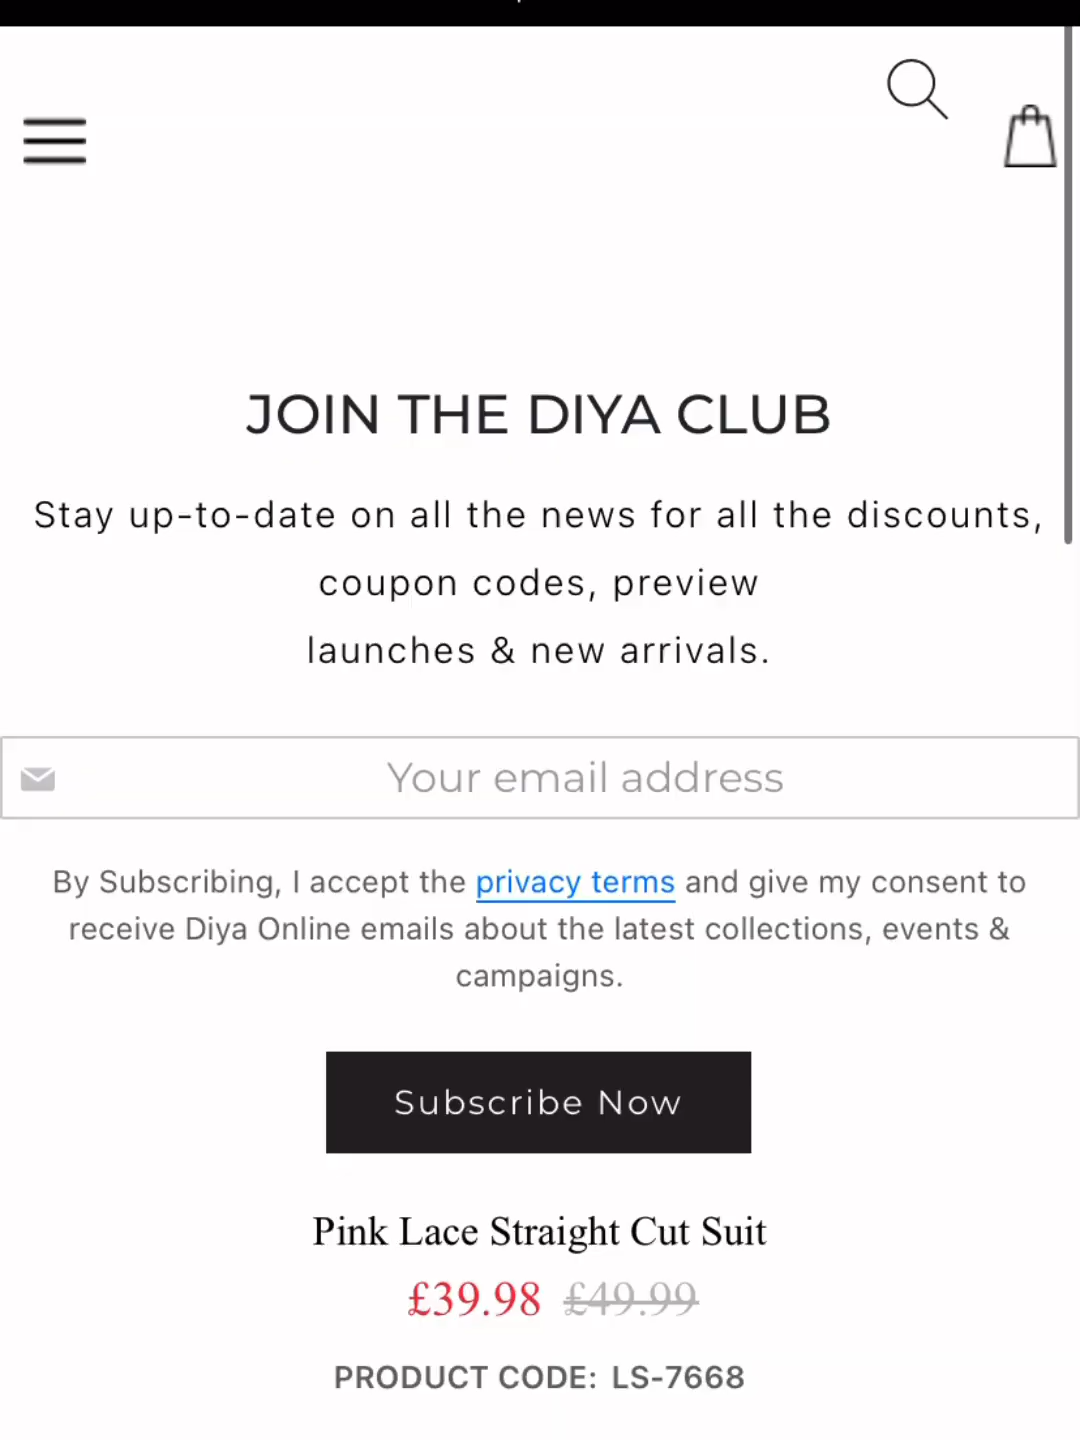 JOIN THE DIYA CLUB
Stay up-to-date on all the news for all the discounts,
coupon codes, preview
launches & new arrivals.
Your email address
By Subscribing, I accept the privacy terms and give my consent to
receive Diya Online emails about the latest collections, events &
campaigns.
Subscribe Now
Pink Lace Straight Cut Suit
£39.98 £49.99
PRODUCT CODE: LS-7668